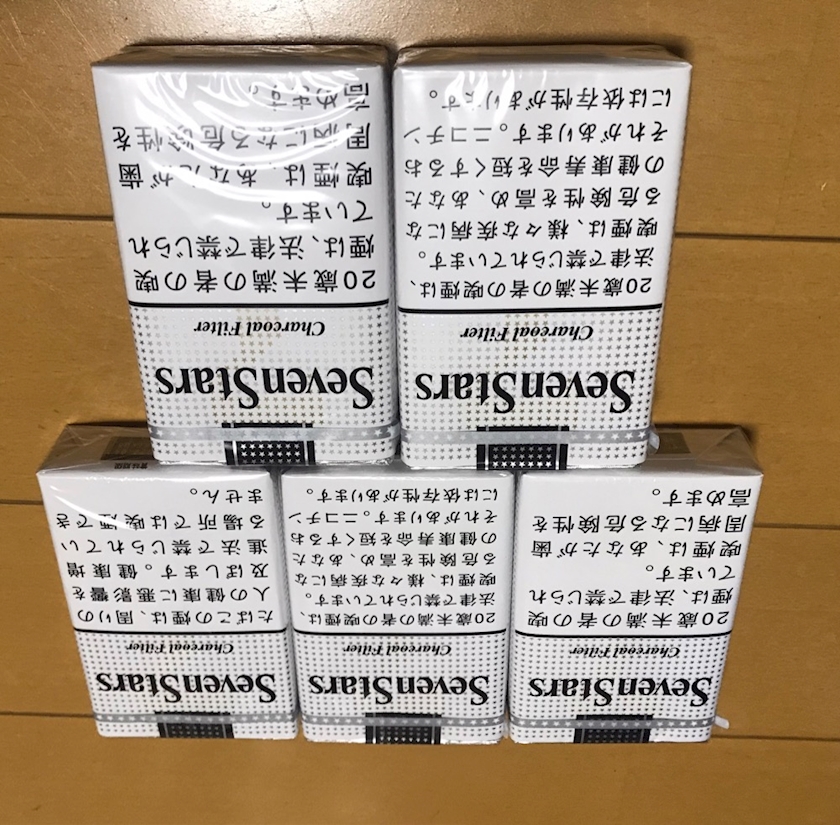 SevenStars
Charcoal Filter
20歳未満の者の喫
煙は、法律で禁じられ
ています。
喫煙は、あなたが歯
周病になる危険性を
高めます。
SevenStars
Charcoal Filter
20歳未満の者の喫煙は、
法律で禁じられています。
喫煙は、様々な疾病にな
る危険性を高め、あなた
の健康寿命を短くするお
それがあります。ニコチン
には依存性があります。
SevenStars
Charcoal Filter
たばこの煙は、周りの
人の健康に悪影響を
及ぼします。健康増
進法で禁じられてい
る場所では喫煙でき
ません。
SevenStars
Charcoal Filter
20歳未満の者の喫煙は、
法律で禁じられています。
喫煙は、様々な疾病にな
る危険性を高め、あなた
の健康寿命を短くするお
それがあります。ニコチン
には依存性があります。
SevenStars
Charcoal Filter
20歳未満の者の喫
煙は、法律で禁じられ
ています。
喫煙は、あなたが歯
周病になる危険性を
高めます。